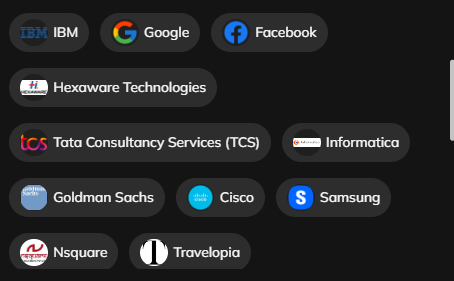 IBM Google Facebook
Hexaware Technologies
Tata Consultancy Services (TCS) Informatica
Goldman Sachs Cisco Samsung
Nsquare Travelopia